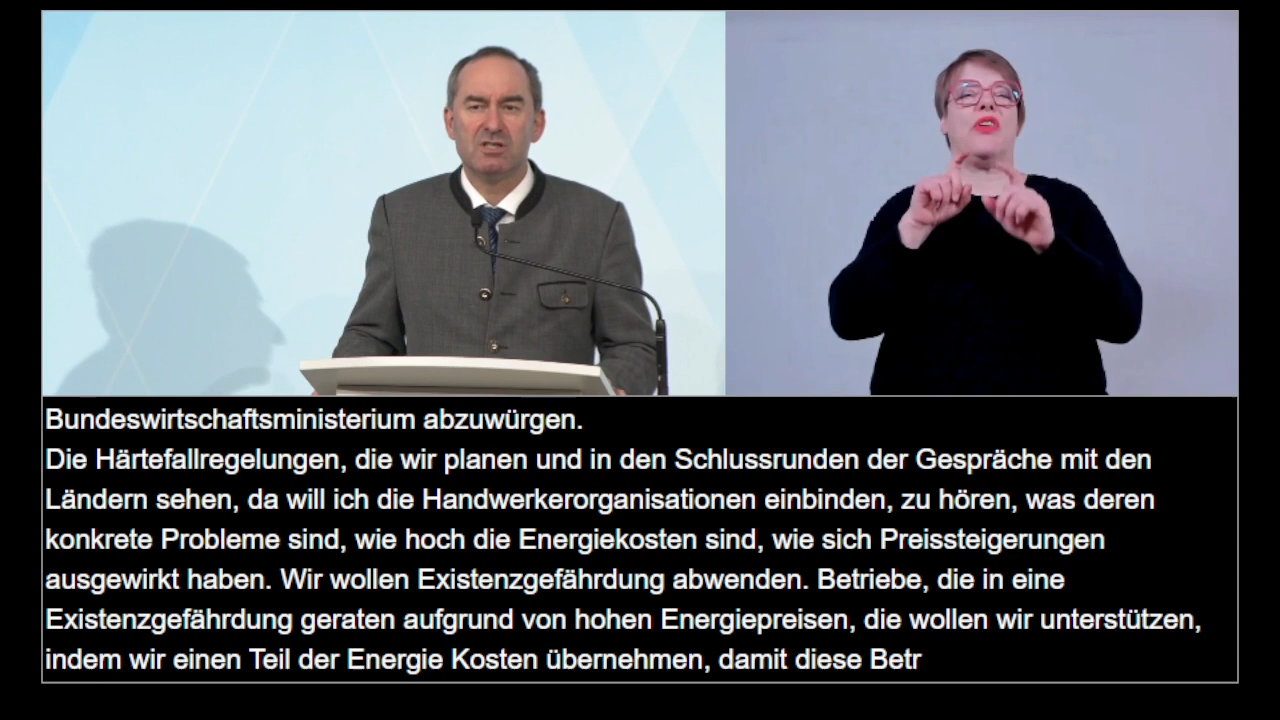 Bundeswirtschaftsministerium abzuwürgen.
Die Härtefallregelungen, die wir planen und in den Schlussrunden der Gespräche mit den
Ländern sehen, da will ich die Handwerkerorganisationen einbinden, zu hören, was deren
konkrete Probleme sind, wie hoch die Energiekosten sind, wie sich Preissteigerungen
ausgewirkt haben. Wir wollen Existenzgefährdung abwenden. Betriebe, die in eine
Existenzgefährdung geraten aufgrund von hohen Energiepreisen, die wollen wir unterstützen,
indem wir einen Teil der Energie Kosten übernehmen, damit diese Betr